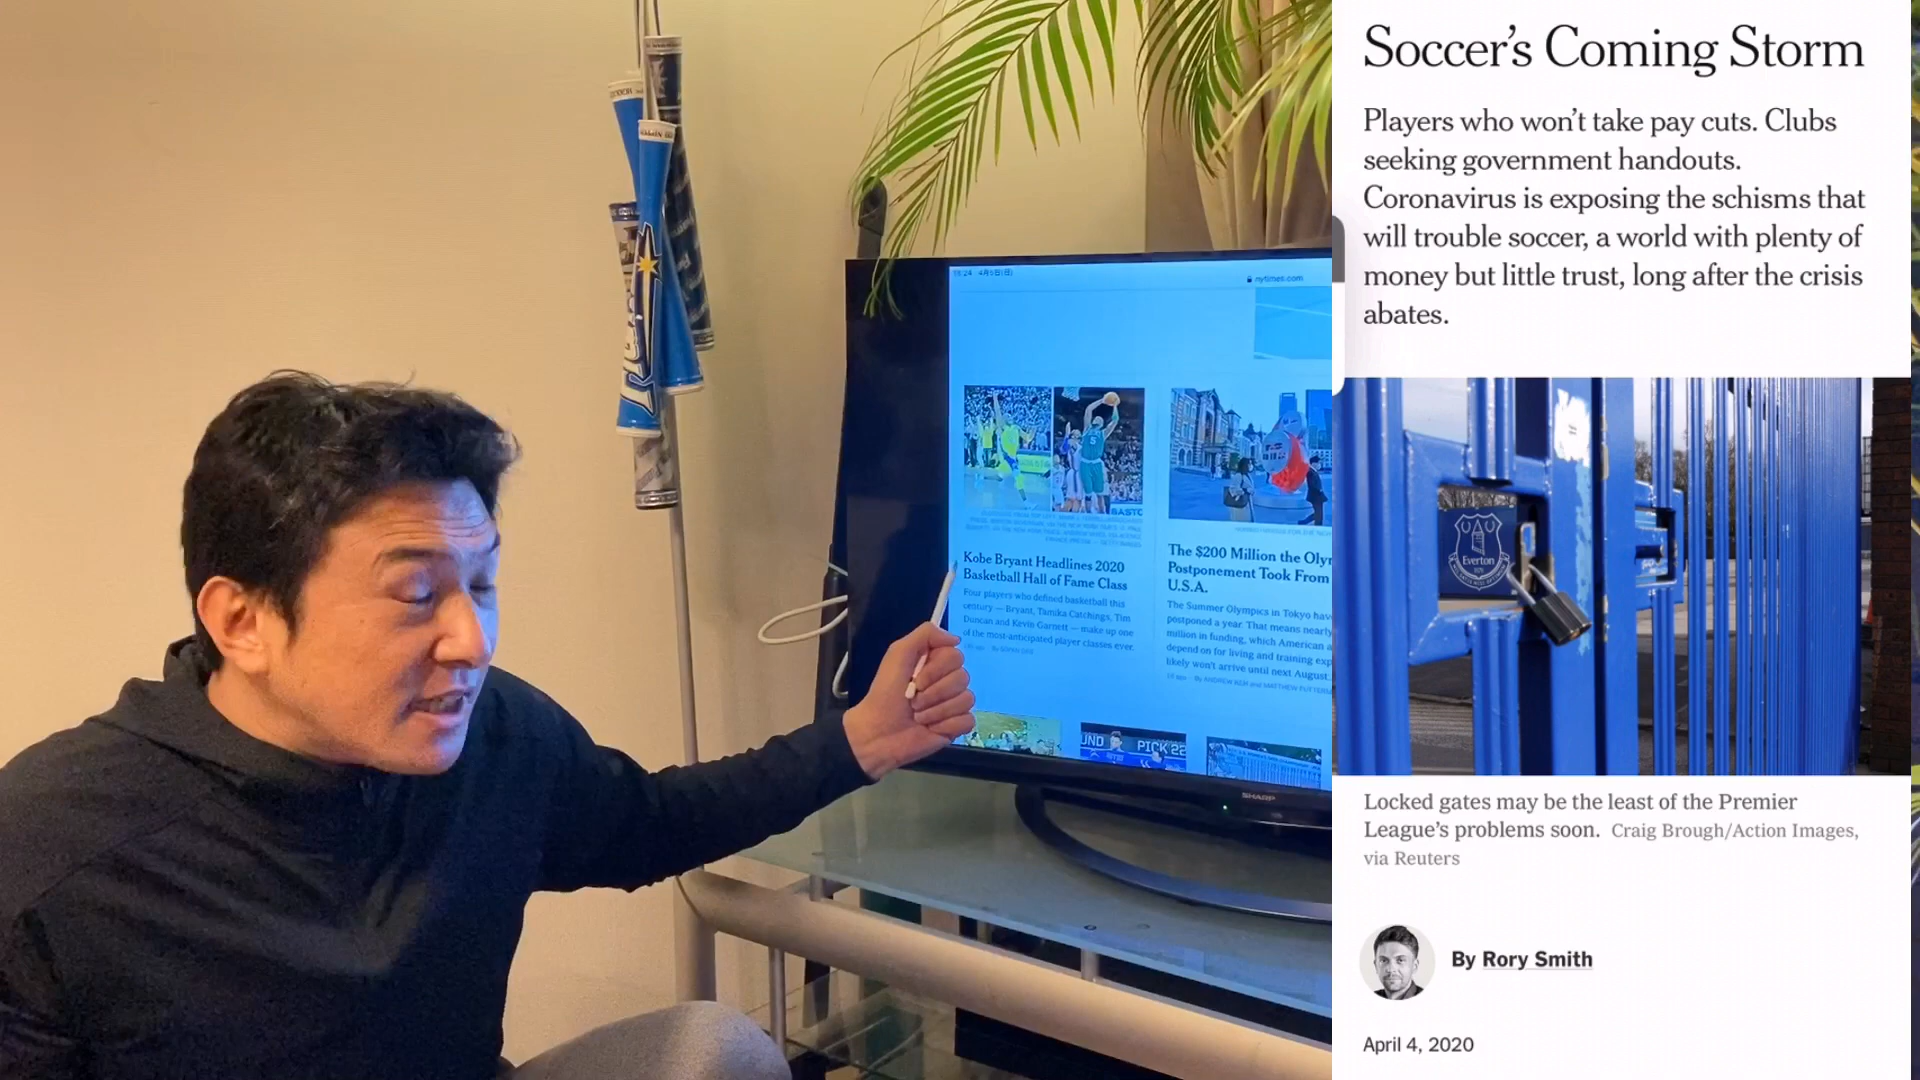 Soccer’s Coming Storm
Players who won’t take pay cuts. Clubs
seeking government handouts.
Coronavirus is exposing the schisms that
will trouble soccer, a world with plenty of
money but little trust, long after the crisis
abates.
Everton
Locked gates may be the least of the Premier
League’s problems soon. Craig Brough/Action Images,
via Reuters
By Rory Smith
April 4, 2020
nytimes.com
BASTC
Kobe Bryant Headlines 2020
Basketball Hall of Fame Class
Four players who defined basketball this
century — Bryant, Tamika Catchings, Tim
Duncan and Kevin Garnett — make up one
of the most-anticipated player classes ever.
The $200 Million the Olym
Postponement Took From
U.S.A.
The Summer Olympics in Tokyo have
postponed a year. That means nearly
million in funding, which American a
depend on for living and training exp
likely won’t arrive until next August.
UND
PICK 22
SHARP